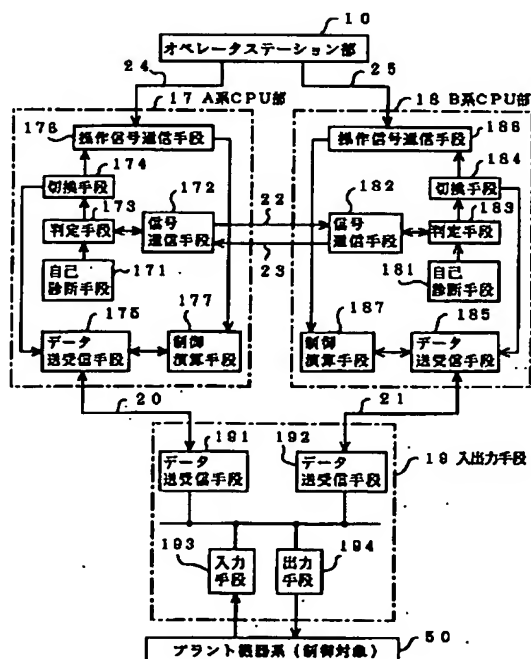 10
オペレータステーション部
24
25
17 A系CPU部
18 B系CPU部
176
操作信号通信手段
186
操作信号通信手段
174
切換手段
184
切換手段
173
判定手段
172
信号
通信手段
22
23
182
信号
通信手段
183
判定手段
自己
診断手段
171
181
自己
診断手段
175
データ
送受信手段
177
制御
演算手段
187
制御
演算手段
185
データ
送受信手段
20
21
191
データ
送受信手段
192
データ
送受信手段
19 入出力手段
193
入力
手段
出力
手段
194
プラント機器系(制御対象)
50